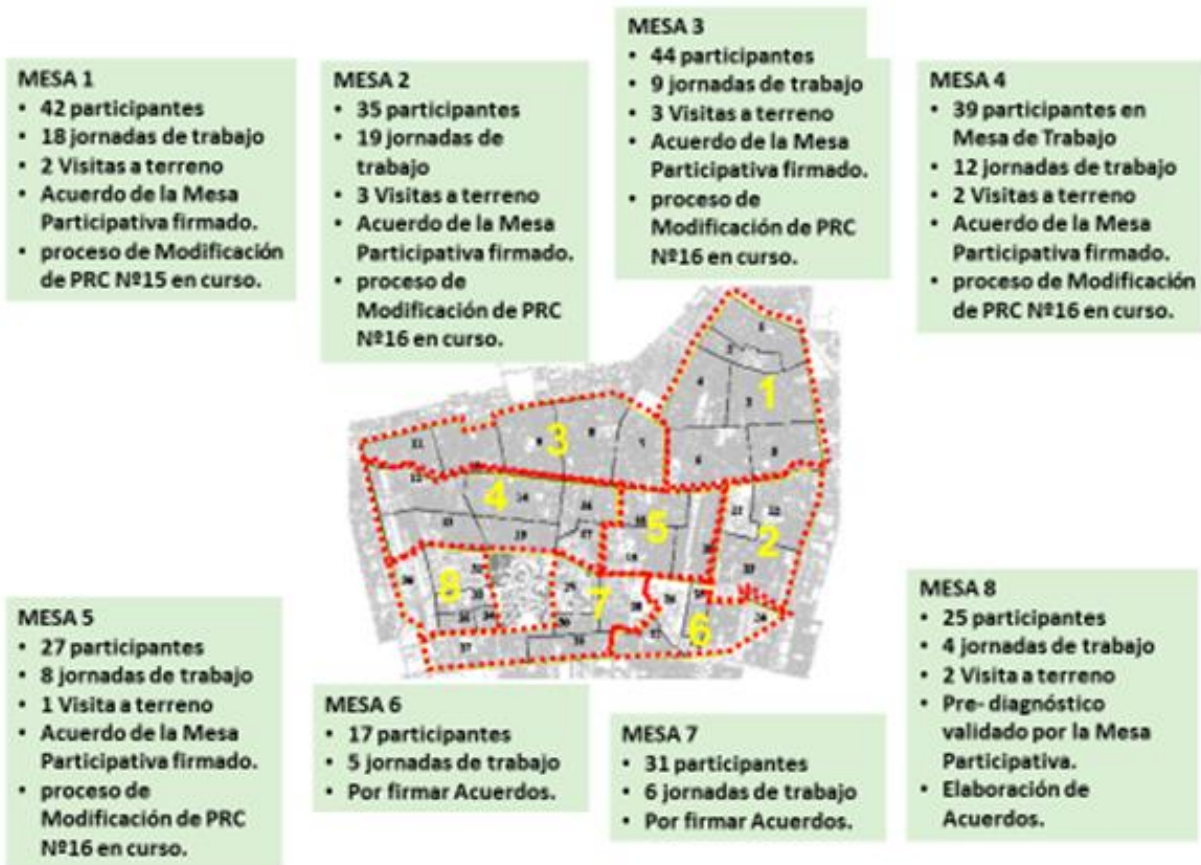 MESA 1
• 42 participantes
• 18 jornadas de trabajo
• 2 Visitas a terreno
• Acuerdo de la Mesa
Participativa firmado.
• proceso de Modificación
de PRC Nº15 en curso.
MESA 2
• 35 participantes
• 19 jornadas de
trabajo
• 3 Visitas a terreno
• Acuerdo de la Mesa
Participativa firmado.
• proceso de
Modificación de PRC
Nº16 en curso.
MESA 3
• 44 participantes
• 9 jornadas de trabajo
• 3 Visitas a terreno
• Acuerdo de la Mesa
Participativa firmado.
• proceso de
Modificación de PRC
Nº16 en curso.
MESA 4
• 39 participantes en
Mesa de Trabajo
• 12 jornadas de trabajo
• 2 Visitas a terreno
• Acuerdo de la Mesa
Participativa firmado.
• proceso de Modificación
de PRC Nº16 en curso.
1
3
4
5
2
8
7
6
11
14
37
MESA 5
• 27 participantes
• 8 jornadas de trabajo
• 1 Visita a terreno
• Acuerdo de la Mesa
Participativa firmado.
• proceso de
Modificación de PRC
Nº16 en curso.
MESA 6
• 17 participantes
• 5 jornadas de trabajo
• Por firmar Acuerdos.
MESA 7
• 31 participantes
• 6 jornadas de trabajo
• Por firmar Acuerdos.
MESA 8
• 25 participantes
• 4 jornadas de trabajo
• 2 Visita a terreno
• Pre- diagnóstico
validado por la Mesa
Participativa.
• Elaboración de
Acuerdos.